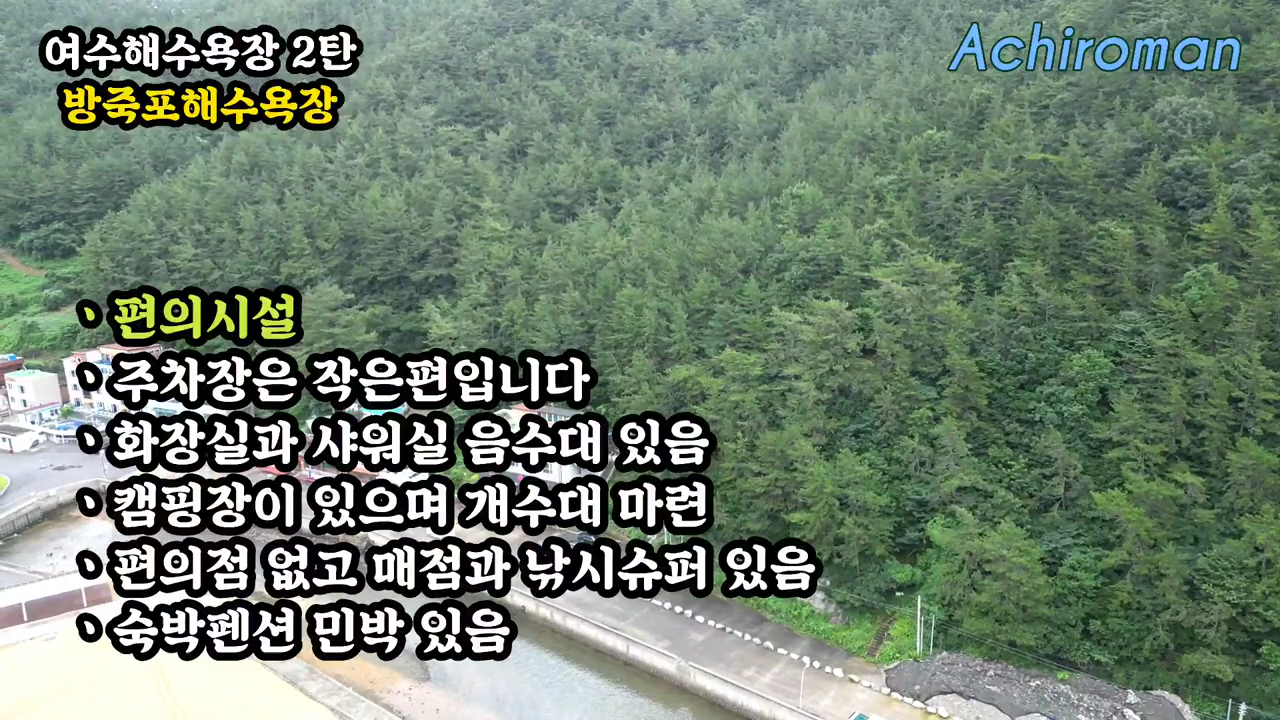 여수해수욕장 2탄
방죽포해수욕장
Achiroman
편의시설
주차장은 작은편입니다
화장실과 샤워실 음수대 있음
캠핑장이 있으며 개수대 마련
편의점 없고 매점과 낚시슈퍼 있음
숙박펜션 민박 있음